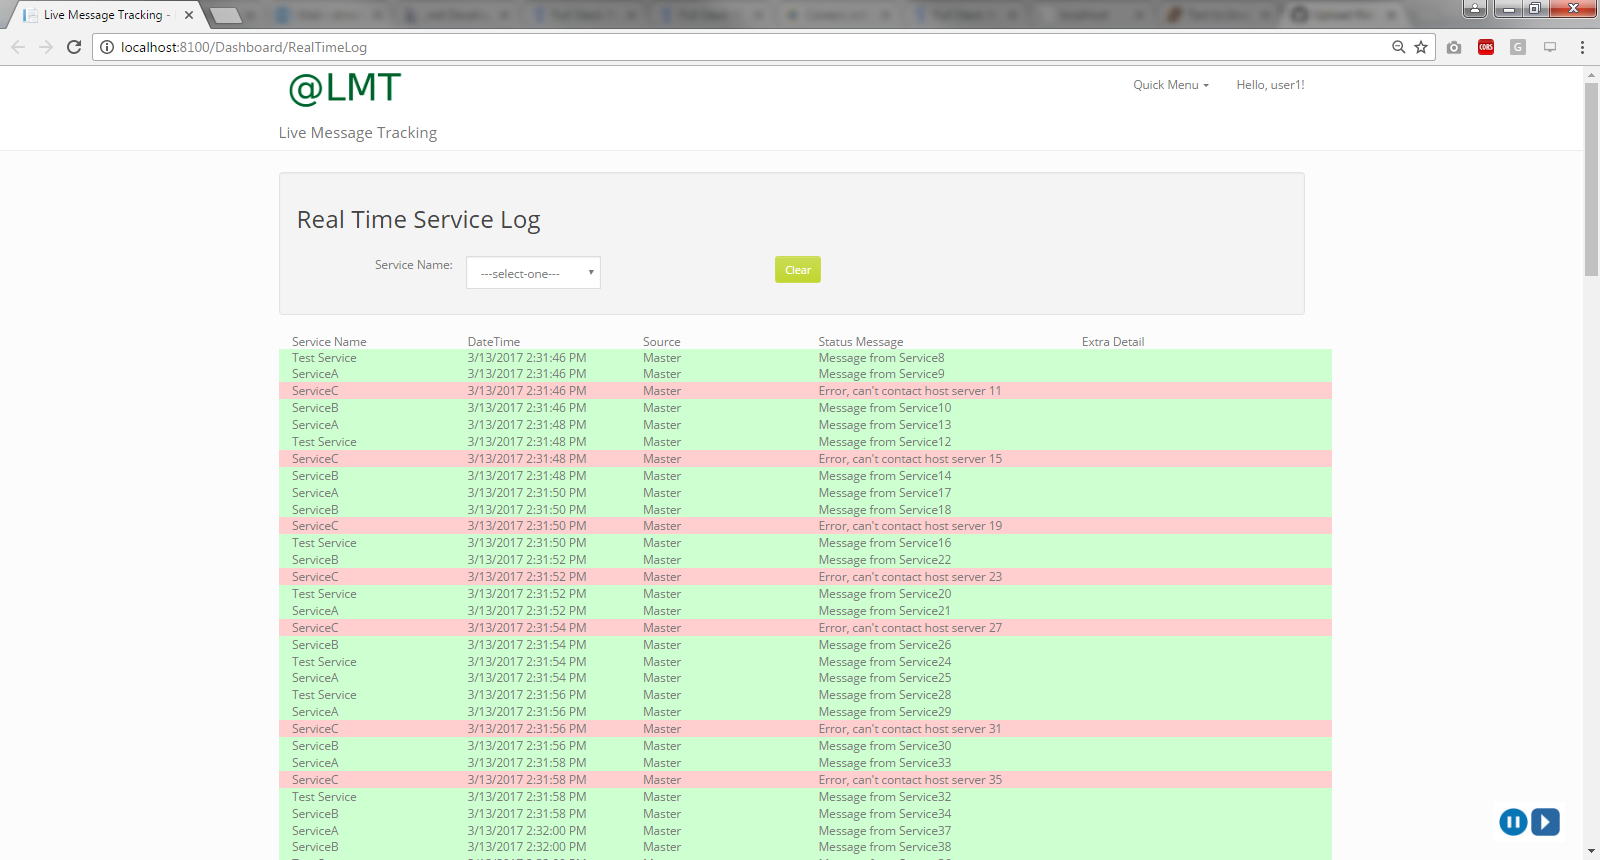 Live Message Tracking -
localhost:8100/Dashboard/RealTimeLog
CORS
G
@LMT
Quick Menu
Hello, user1!
Live Message Tracking
Real Time Service Log
Service Name:
---select-one---
Clear
Service Name DateTime Source Status Message Extra Detail
Test Service 3/13/2017 2:31:46 PM Master Message from Service8
ServiceA 3/13/2017 2:31:46 PM Master Message from Service9
ServiceC 3/13/2017 2:31:46 PM Master Error, can't contact host server 11
ServiceB 3/13/2017 2:31:46 PM Master Message from Service10
ServiceA 3/13/2017 2:31:48 PM Master Message from Service13
Test Service 3/13/2017 2:31:48 PM Master Message from Service12
ServiceC 3/13/2017 2:31:48 PM Master Error, can't contact host server 15
ServiceB 3/13/2017 2:31:48 PM Master Message from Service14
ServiceA 3/13/2017 2:31:50 PM Master Message from Service17
ServiceB 3/13/2017 2:31:50 PM Master Message from Service18
ServiceC 3/13/2017 2:31:50 PM Master Error, can't contact host server 19
Test Service 3/13/2017 2:31:50 PM Master Message from Service16
ServiceB 3/13/2017 2:31:52 PM Master Message from Service22
ServiceC 3/13/2017 2:31:52 PM Master Error, can't contact host server 23
Test Service 3/13/2017 2:31:52 PM Master Message from Service20
ServiceA 3/13/2017 2:31:52 PM Master Message from Service21
ServiceC 3/13/2017 2:31:54 PM Master Error, can't contact host server 27
ServiceB 3/13/2017 2:31:54 PM Master Message from Service26
Test Service 3/13/2017 2:31:54 PM Master Message from Service24
ServiceA 3/13/2017 2:31:54 PM Master Message from Service25
Test Service 3/13/2017 2:31:56 PM Master Message from Service28
ServiceA 3/13/2017 2:31:56 PM Master Message from Service29
ServiceC 3/13/2017 2:31:56 PM Master Error, can't contact host server 31
ServiceB 3/13/2017 2:31:56 PM Master Message from Service30
ServiceA 3/13/2017 2:31:58 PM Master Message from Service33
ServiceC 3/13/2017 2:31:58 PM Master Error, can't contact host server 35
Test Service 3/13/2017 2:31:58 PM Master Message from Service32
ServiceB 3/13/2017 2:31:58 PM Master Message from Service34
ServiceA 3/13/2017 2:32:00 PM Master Message from Service37
ServiceB 3/13/2017 2:32:00 PM Master Message from Service38